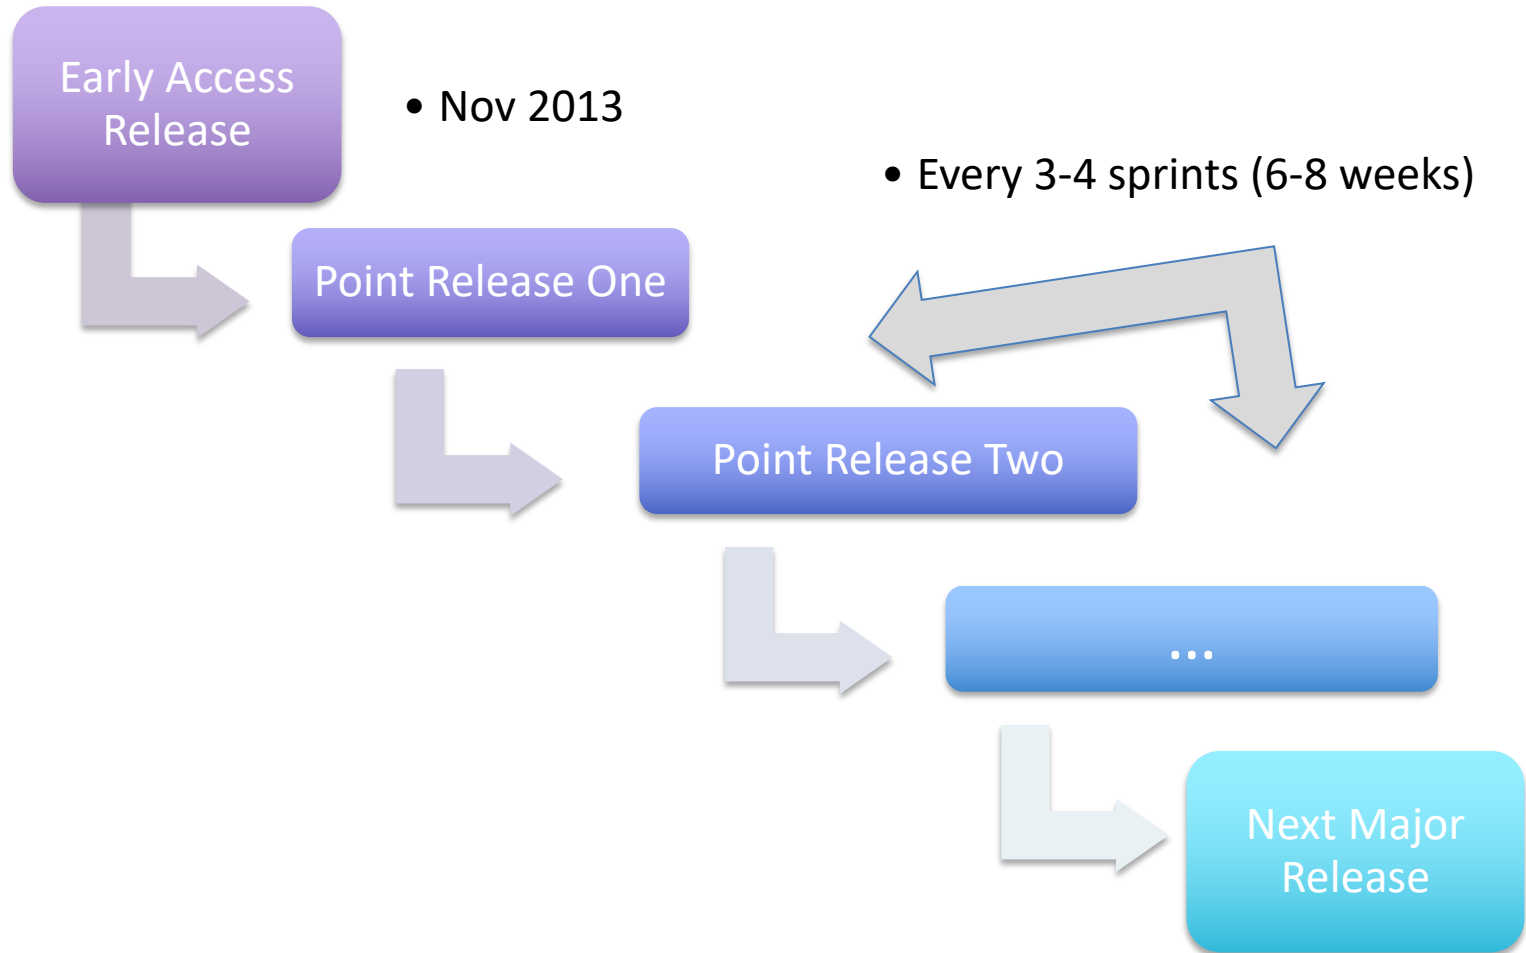 Early Access
Release
• Nov 2013
• Every 3-4 sprints (6-8 weeks)
Point Release One
Point Release Two
...
Next Major
Release